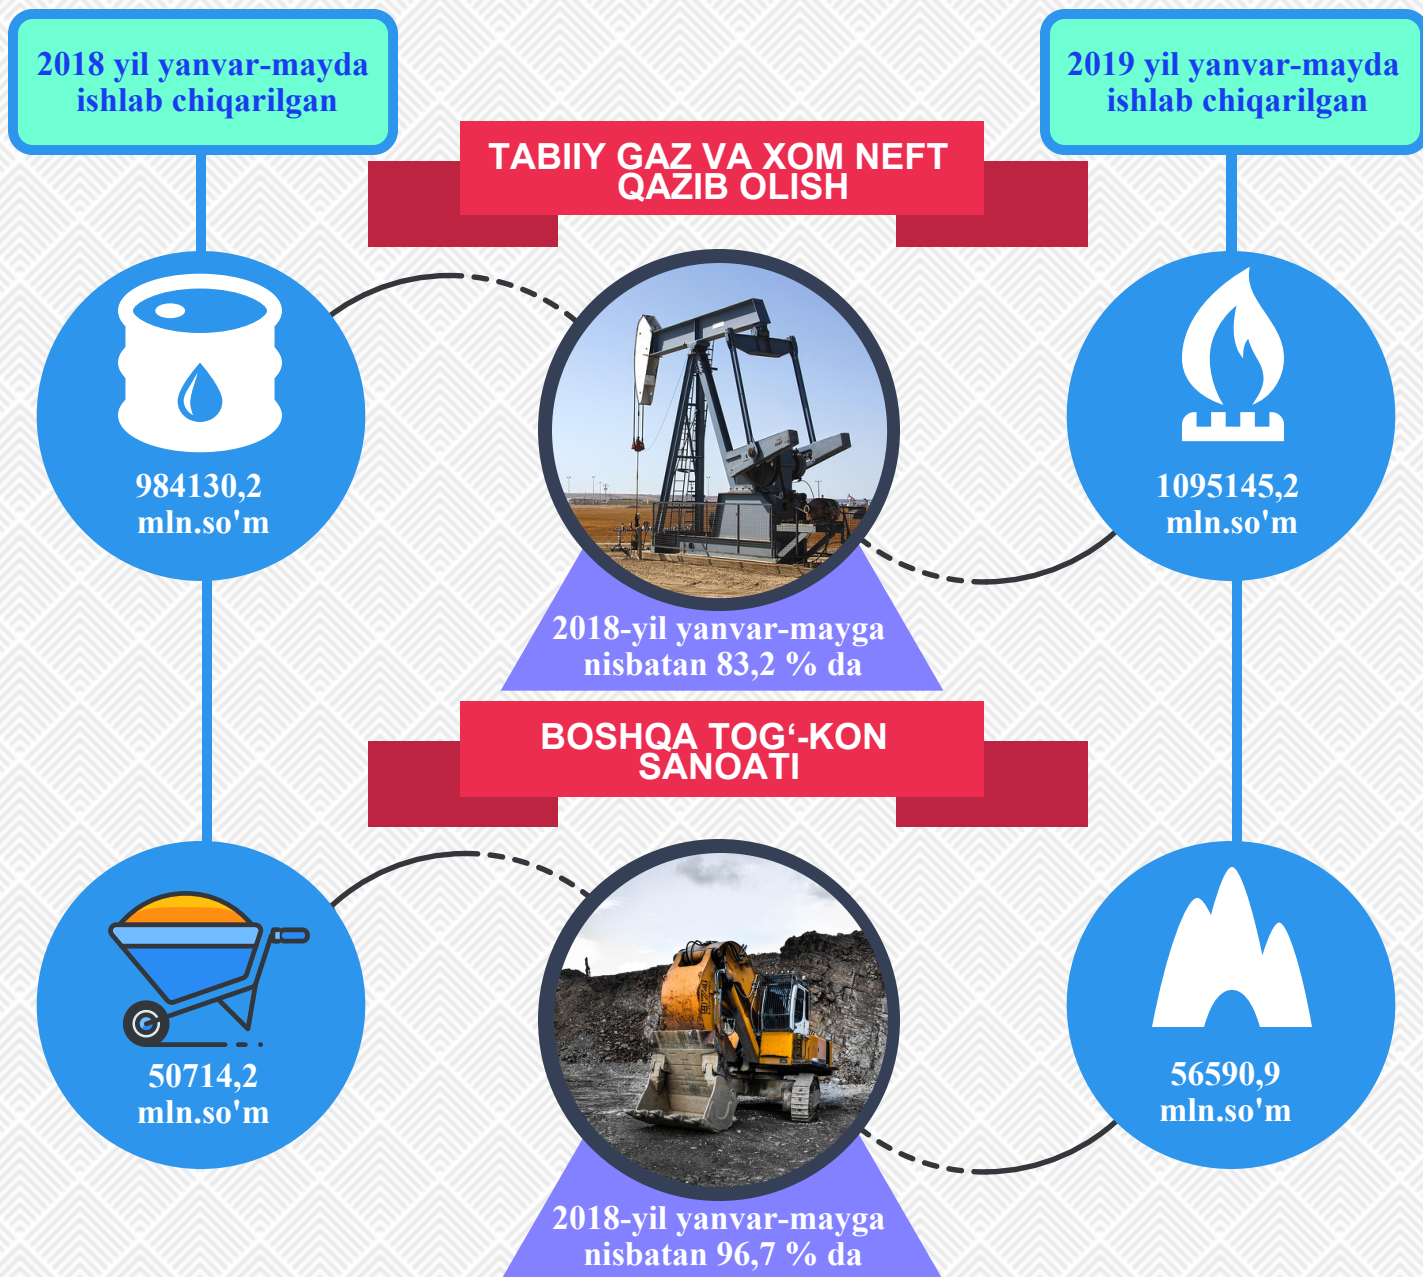 2018 yil yanvar-mayda
ishlab chiqarilgan
2019 yil yanvar-mayda
ishlab chiqarilgan
TABIIY GAZ VA XOM NEFT
QAZIB OLISH
984130,2
mln.so'm
1095145,2
mln.so'm
2018-yil yanvar-mayga
nisbatan 83,2 % da
BOSHQA TOG‘-KON
SANOATI
50714,2
mln.so'm
56590,9
mln.so'm
2018-yil yanvar-mayga
nisbatan 96,7 % da